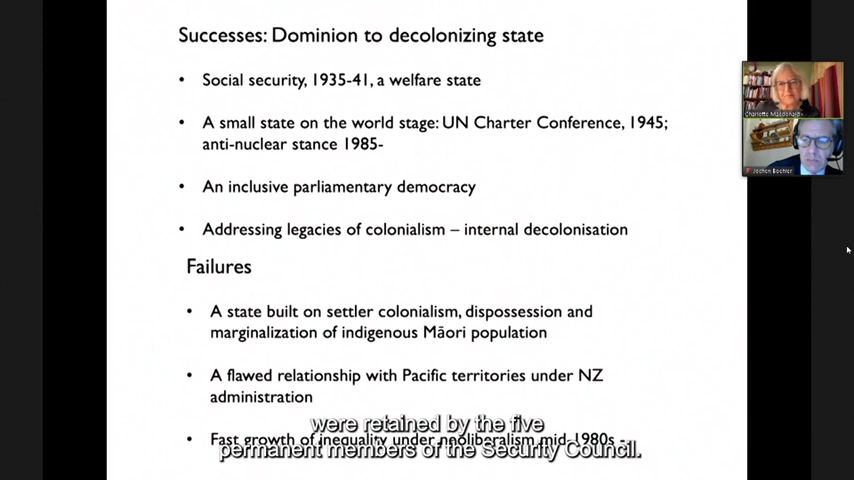 Successes: Dominion to decolonizing state
• Social security, 1935-41, a welfare state
• A small state on the world stage: UN Charter Conference, 1945;
anti-nuclear stance 1985-
• An inclusive parliamentary democracy
• Addressing legacies of colonialism – internal decolonisation
Failures
• A state built on settler colonialism, dispossession and
marginalization of indigenous Māori population
• A flawed relationship with Pacific territories under NZ
administration
• Fast growth of inequality under neoliberalism mid-1980s -
were retained by the five
permanent members of the Security Council.
Charlotte Macdonald
Jochen Boehler